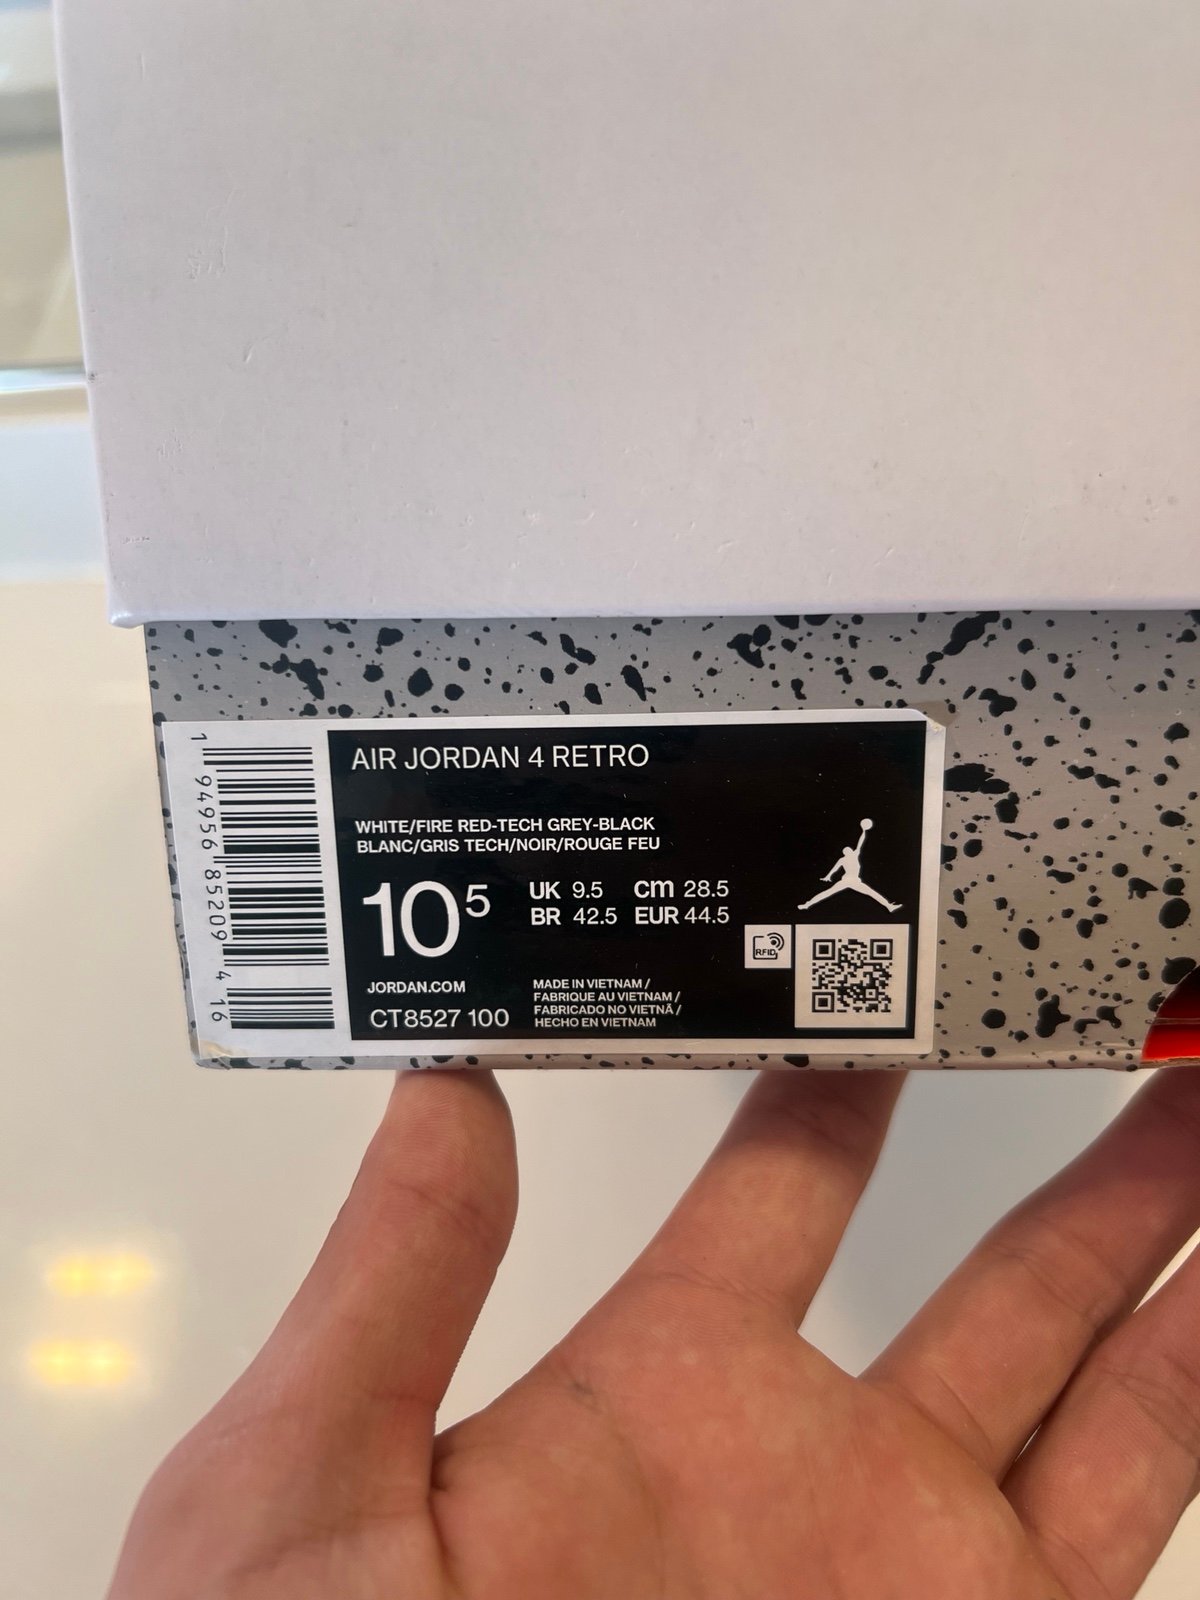 AIR JORDAN 4 RETRO
WHITE/FIRE RED-TECH GREY-BLACK
BLANC/GRIS TECH/NOIR/ROUGE FEU
10 5
UK 9.5 cm 28.5
BR 42.5 EUR 44.5
RFID
JORDAN.COM
CT8527 100
MADE IN VIETNAM /
FABRIQUE AU VIETNAM /
FABRICADO NO VIETNÃ /
HECHO EN VIETNAM
1 94956 85209 4 16